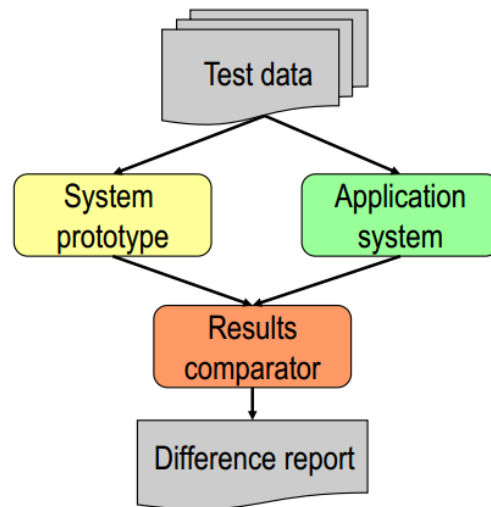 Test data
System
prototype
Application
system
Results
comparator
Difference report